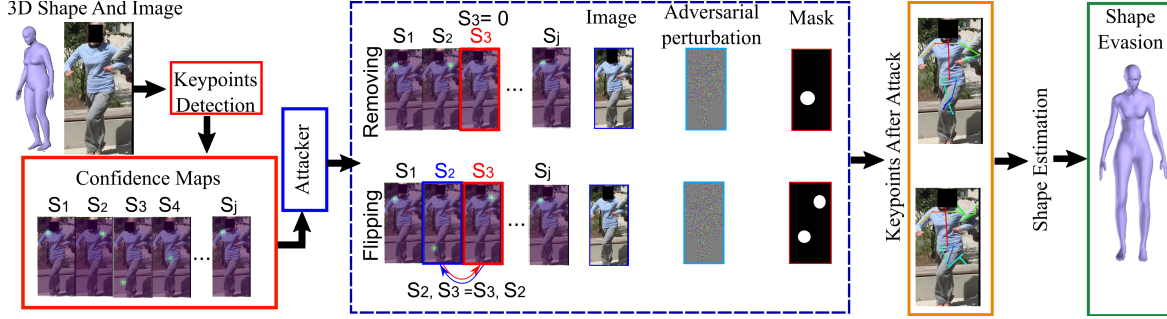 3D Shape And Image
Keypoints
Detection
Confidence Maps
S1 S2 S3 S4 Sj
...
Attacker
Removing
S3= 0
S1 S2 S3 Sj
...
Image
Adversarial
perturbation
Mask
Flipping
S1 S2 S3 Sj
...
S2, S3 =S3, S2
Keypoints After Attack
Shape Estimation
Shape
Evasion